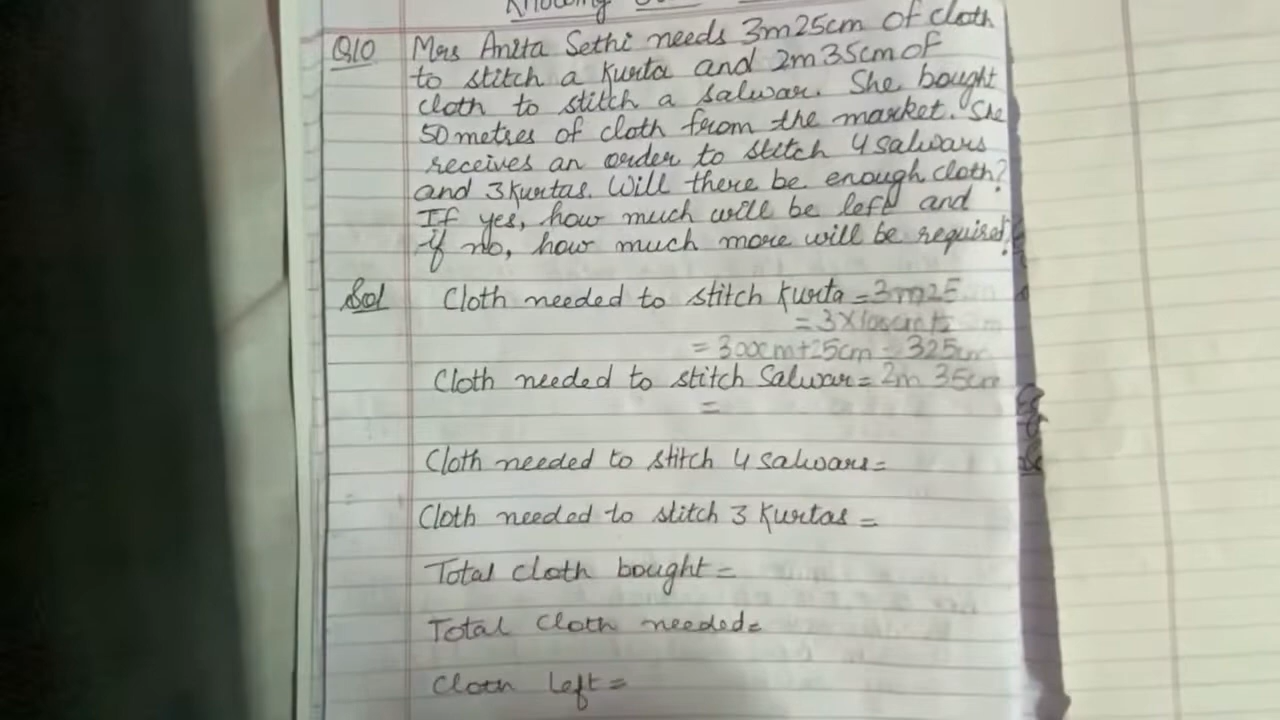 Knowing
Q10 Mrs Anita Sethi needs 3m25cm of cloth
to stitch a Kurta and 2m35cm of
cloth to stitch a salwar. She bought
50 metres of cloth from the market. She
receives an order to stitch 4 salwars
and 3 Kurtas. Will there be enough cloth?
If yes, how much will be left and
if no, how much more will be required?
Sol Cloth needed to stitch Kurta = 3m25
= 3X100
= 300cm+25cm = 325cm
Cloth needed to stitch Salwar = 2m 35cm
=
Cloth needed to stitch 4 salwars =
Cloth needed to stitch 3 Kurtas =
Total cloth bought =
Total cloth needed =
Cloth left =